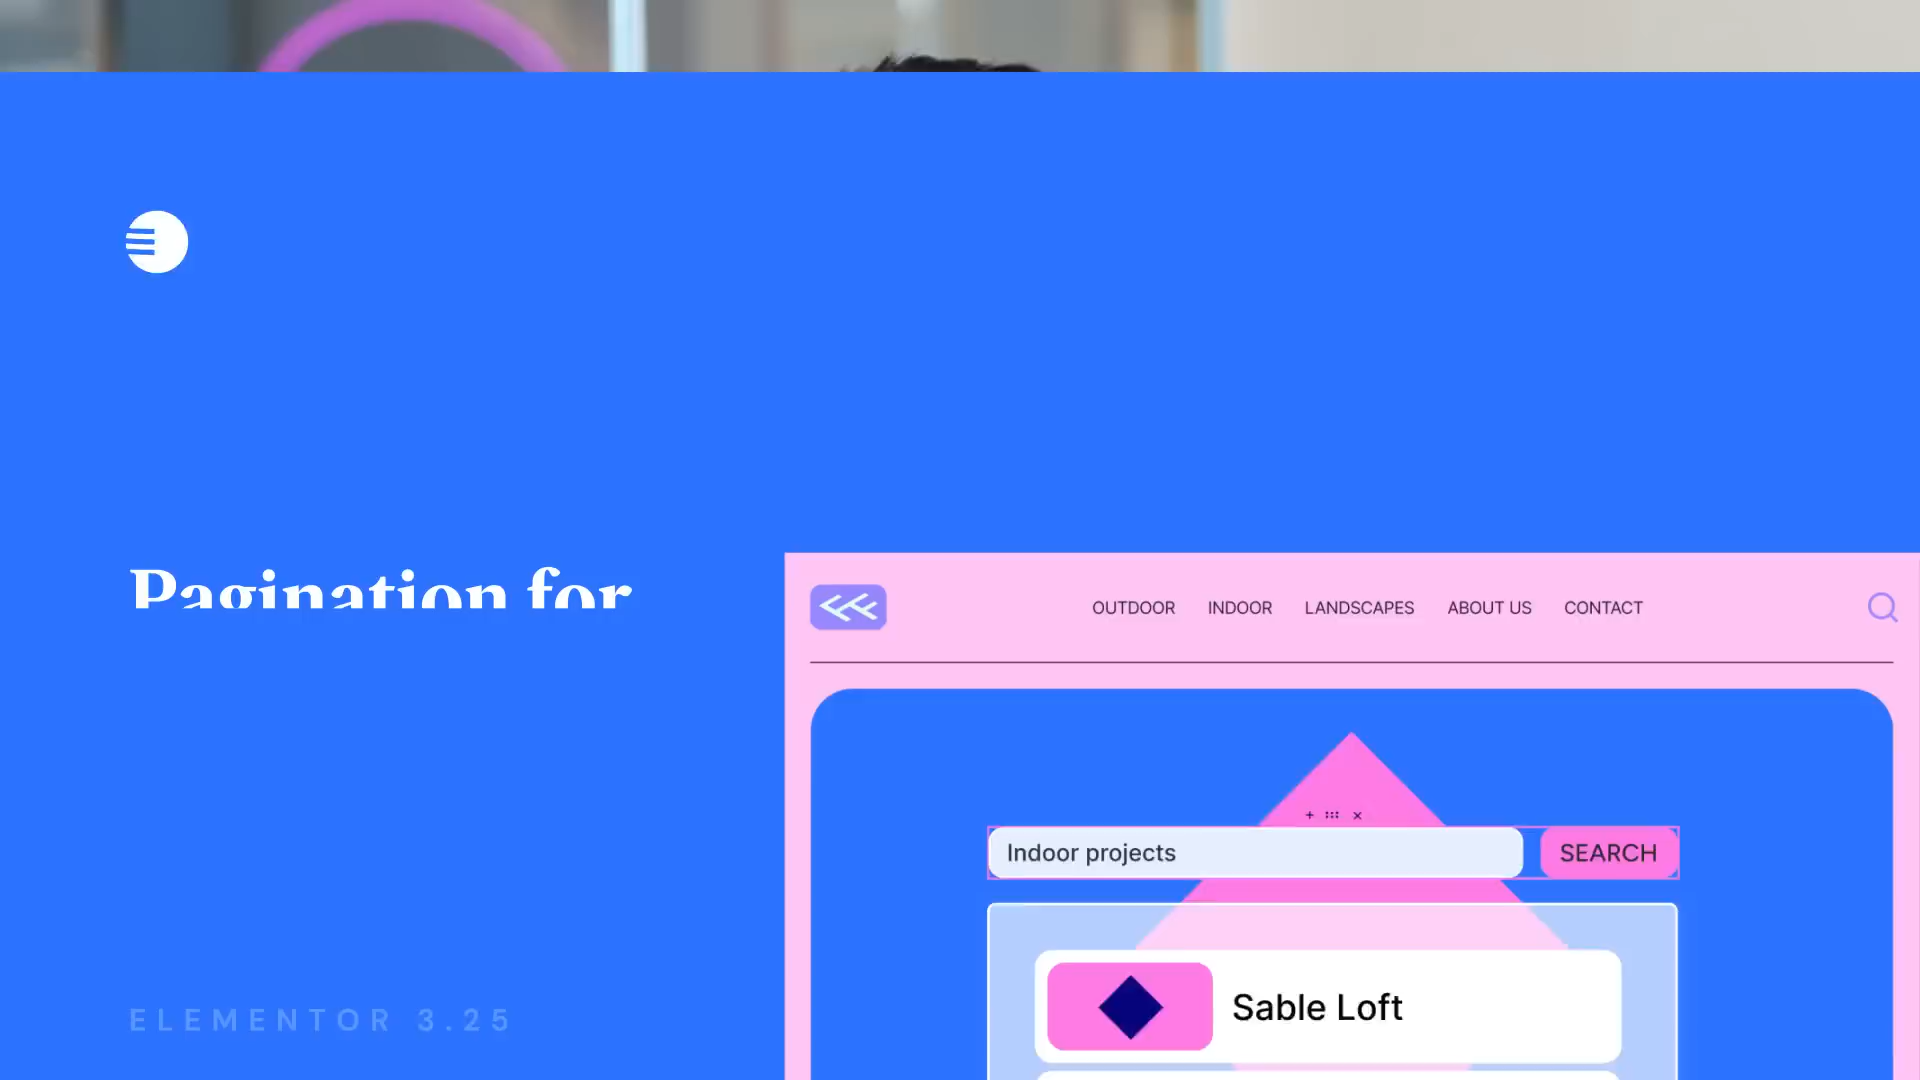 Pagination for
OUTDOOR INDOOR LANDSCAPES ABOUT US CONTACT
Indoor projects SEARCH
Sable Loft
ELEMENTOR 3.25